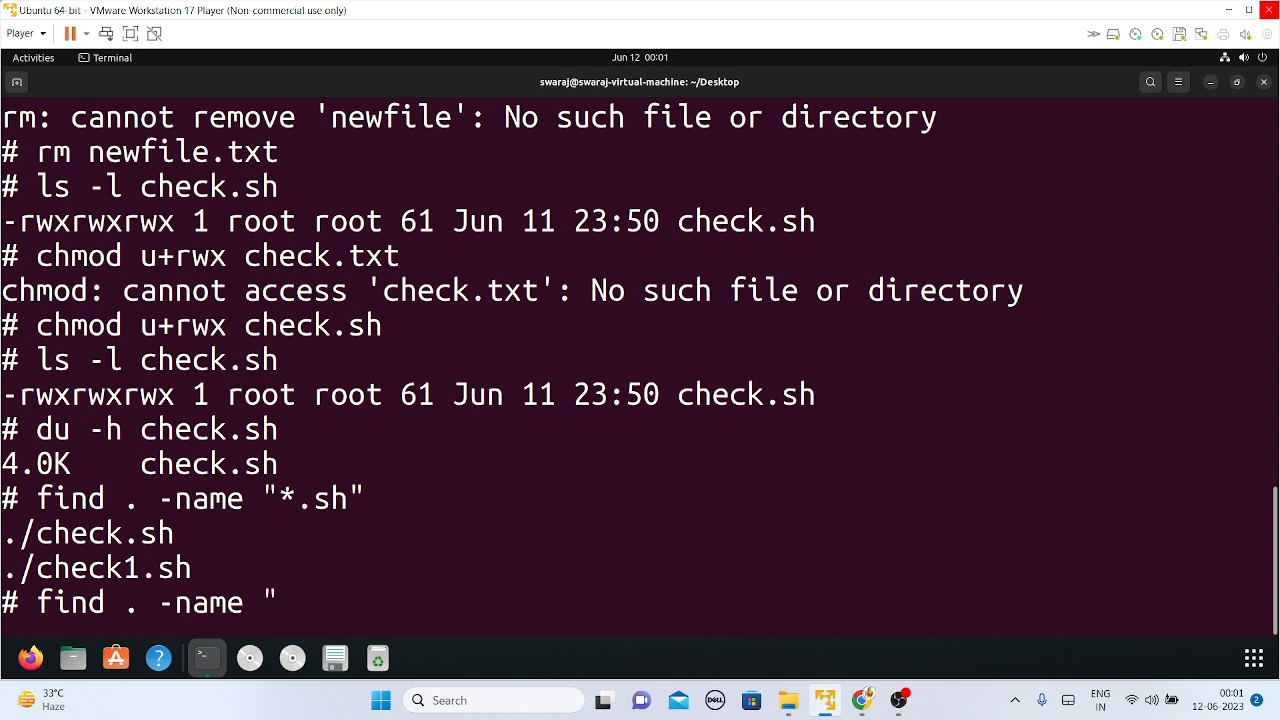 Ubuntu 64-bit - VMware Workstation 17 Player (Non-commercial use only)
Player
Activities
Terminal
Jun 12 00:01
swaraj@swaraj-virtual-machine: ~/Desktop
rm: cannot remove 'newfile': No such file or directory
# rm newfile.txt
# ls -l check.sh
-rwxrwxrwx 1 root root 61 Jun 11 23:50 check.sh
# chmod u+rwx check.txt
chmod: cannot access 'check.txt': No such file or directory
# chmod u+rwx check.sh
# ls -l check.sh
-rwxrwxrwx 1 root root 61 Jun 11 23:50 check.sh
# du -h check.sh
4.0K    check.sh
# find . -name "*.sh"
./check.sh
./check1.sh
# find . -name "
33°C
Haze
Search
DELL
ENG
IN
00:01
12-06-2023
2